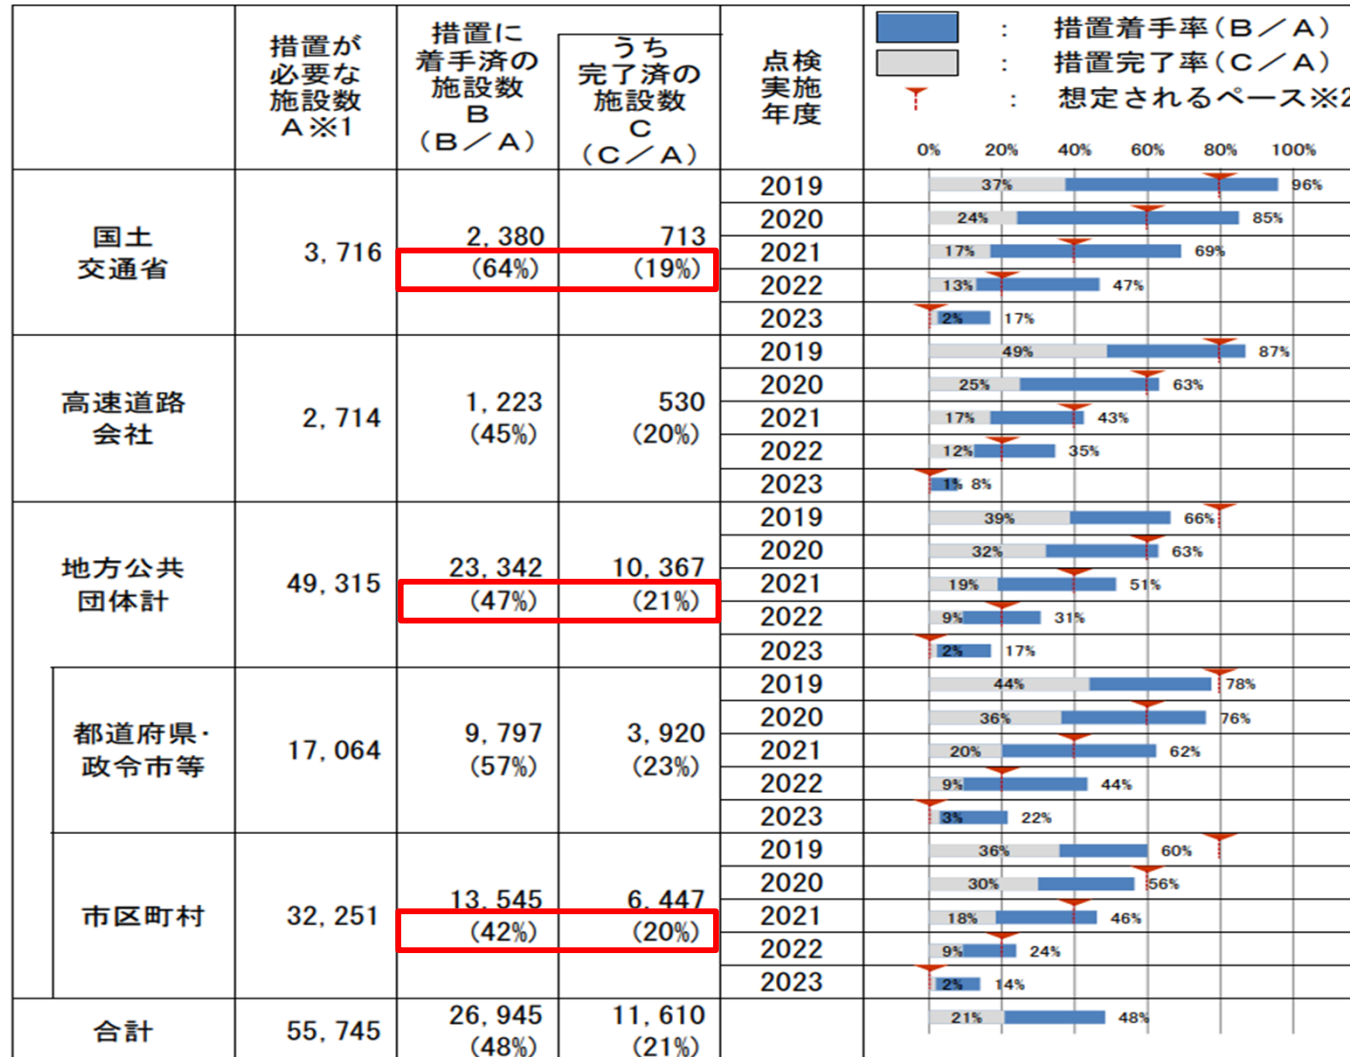 措置が
必要な
施設数
A※1
措置に
着手済の
施設数
B
(B/A)
うち
完了済の
施設数
C
(C/A)
点検
実施
年度
: 措置着手率(B/A)
: 措置完了率(C/A)
: 想定されるペース※2
0% 20% 40% 60% 80% 100%
国土
交通省
3,716
2,380
(64%)
713
(19%)
2019 37% 96%
2020 24% 85%
2021 17% 69%
2022 13% 47%
2023 2% 17%
高速道路
会社
2,714
1,223
(45%)
530
(20%)
2019 49% 87%
2020 25% 63%
2021 17% 43%
2022 12% 35%
2023 1% 8%
地方公共
団体計
49,315
23,342
(47%)
10,367
(21%)
2019 39% 66%
2020 32% 63%
2021 19% 51%
2022 9% 31%
2023 2% 17%
都道府県・
政令市等
17,064
9,797
(57%)
3,920
(23%)
2019 44% 78%
2020 36% 76%
2021 20% 62%
2022 9% 44%
2023 3% 22%
市区町村
32,251
13,545
(42%)
6,447
(20%)
2019 36% 60%
2020 30% 56%
2021 18% 46%
2022 9% 24%
2023 2% 14%
合計
55,745
26,945
(48%)
11,610
(21%)
21% 48%